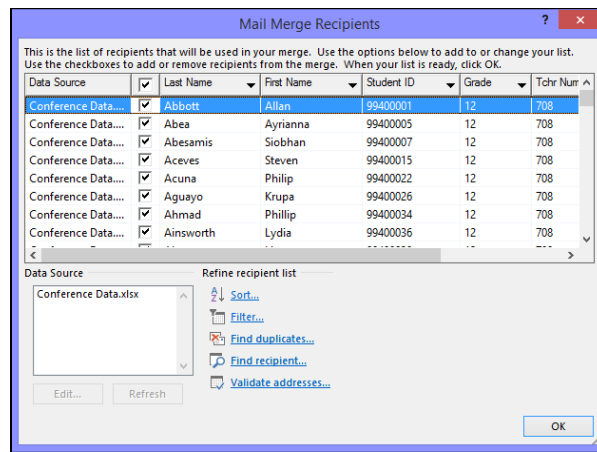 Mail Merge Recipients
? ×
This is the list of recipients that will be used in your merge. Use the options below to add to or change your list.
Use the checkboxes to add or remove recipients from the merge. When your list is ready, click OK.
Data Source Last Name First Name Student ID Grade Tchr Num
Conference Data.... Abbott Allan 99400001 12 708
Conference Data.... Abea Ayrianna 99400005 12 708
Conference Data.... Abesamis Siobhan 99400007 12 708
Conference Data.... Aceves Steven 99400015 12 708
Conference Data.... Acuna Philip 99400022 12 708
Conference Data.... Aguayo Krupa 99400026 12 708
Conference Data.... Ahmad Phillip 99400034 12 708
Conference Data.... Ainsworth Lydia 99400036 12 708
Data Source
Conference Data.xlsx
Edit... Refresh
Refine recipient list
Sort...
Filter...
Find duplicates...
Find recipient...
Validate addresses...
OK